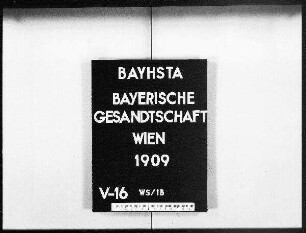 BAYHSTA
BAYERISCHE
GESANDTSCHAFT
WIEN
1909
V-16 WS/1B